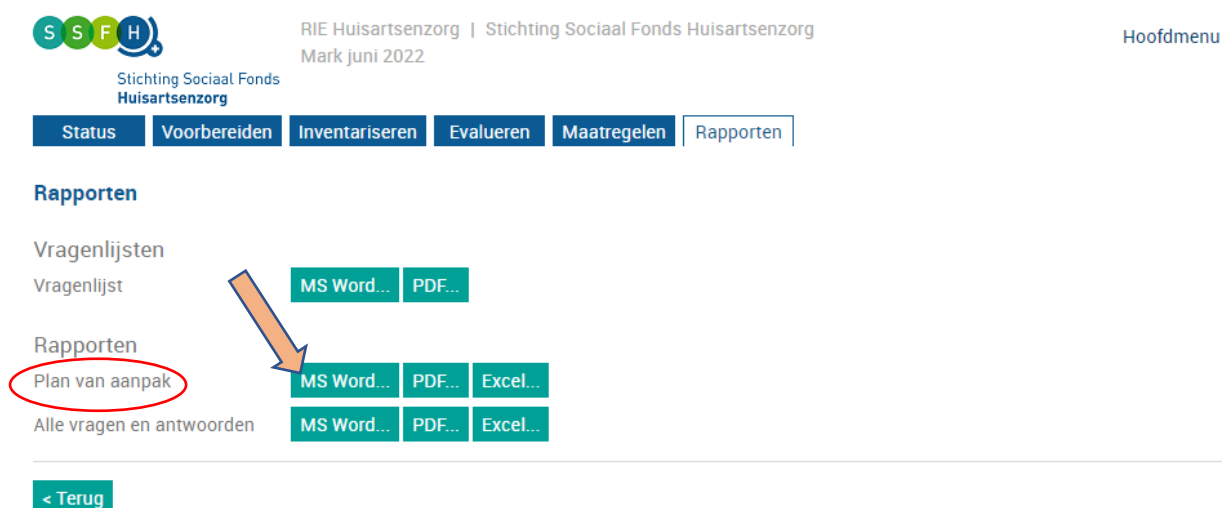 SSFH
RIE Huisartsenzorg | Stichting Sociaal Fonds Huisartsenzorg
Mark juni 2022
Hoofdmenu
Stichting Sociaal Fonds
Huisartsenzorg
Status Voorbereiden Inventariseren Evalueren Maatregelen Rapporten
Rapporten
Vragenlijsten
Vragenlijst MS Word... PDF...
Rapporten
Plan van aanpak MS Word... PDF... Excel...
Alle vragen en antwoorden MS Word... PDF... Excel...
< Terug